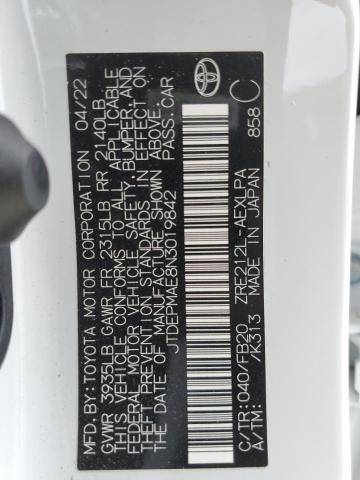 MFD.BY:TOYOTA MOTOR CORPORATION 04/22
GVWR 3935LB GAWR FR 2315LB RR 2140LB
THIS VEHICLE CONFORMS TO ALL APPLICABLE
FEDERAL MOTOR VEHICLE SAFETY, BUMPER, AND
THEFT PREVENTION STANDARDS IN EFFECT ON
THE DATE OF MANUFACTURE SHOWN ABOVE.
JTDEPMAE8N3019842 PASS.CAR
C/TR:040/FB20 ZRE212L-AEXLPA
A/TM: /K313 MADE IN JAPAN 858
C